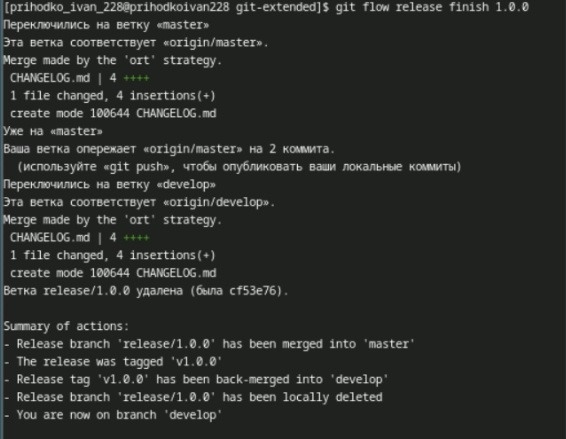 [prihodko_ivan_228@prihodkoivan228 git-extended]$ git flow release finish 1.0.0
Переключились на ветку «master»
Эта ветка соответствует «origin/master».
Merge made by the 'ort' strategy.
 CHANGELOG.md | 4 ++++
 1 file changed, 4 insertions(+)
 create mode 100644 CHANGELOG.md
Уже на «master»
Ваша ветка опережает «origin/master» на 2 коммита.
  (используйте «git push», чтобы опубликовать ваши локальные коммиты)
Переключились на ветку «develop»
Эта ветка соответствует «origin/develop».
Merge made by the 'ort' strategy.
 CHANGELOG.md | 4 ++++
 1 file changed, 4 insertions(+)
 create mode 100644 CHANGELOG.md
Ветка release/1.0.0 удалена (была cf53e76).

Summary of actions:
- Release branch 'release/1.0.0' has been merged into 'master'
- The release was tagged 'v1.0.0'
- Release tag 'v1.0.0' has been back-merged into 'develop'
- Release branch 'release/1.0.0' has been locally deleted
- You are now on branch 'develop'